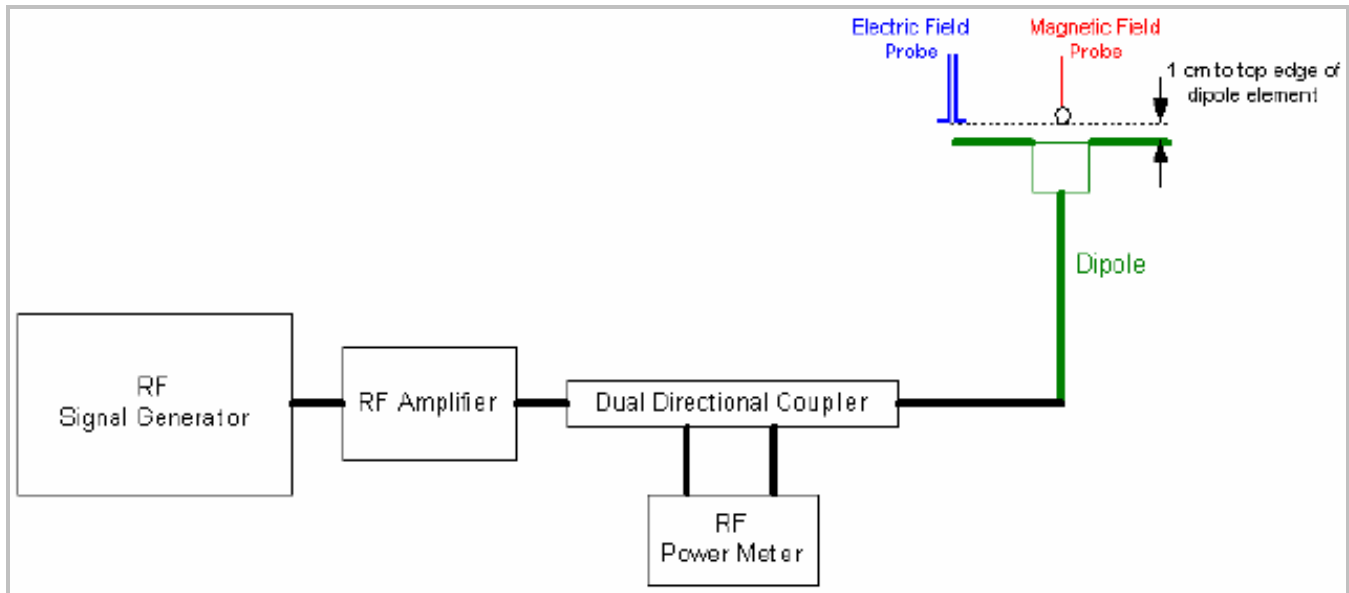 Electric Field
Probe
Magnetic Field
Probe
1 cm to top edge of
dipole element
Dipole
RF
Signal Generator
RF Amplifier
Dual Directional Coupler
RF
Power Meter